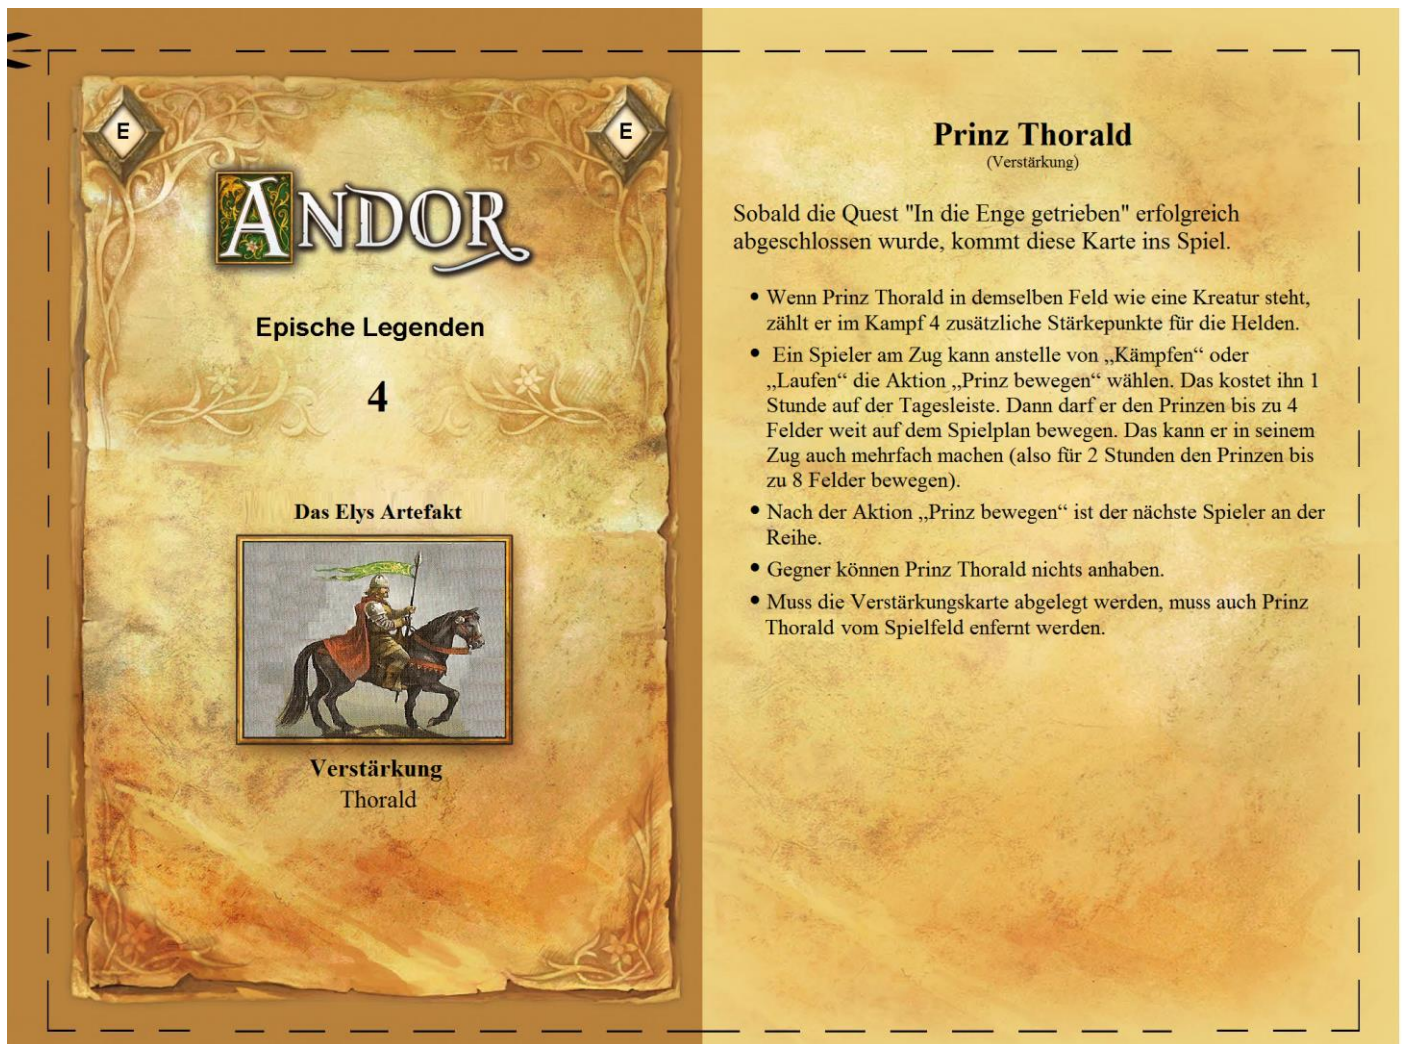 E
E
ANDOR
Epische Legenden
4
Das Elys Artefakt
Verstärkung
Thorald
Prinz Thorald
(Verstärkung)
Sobald die Quest "In die Enge getrieben" erfolgreich
abgeschlossen wurde, kommt diese Karte ins Spiel.
• Wenn Prinz Thorald in demselben Feld wie eine Kreatur steht,
zählt er im Kampf 4 zusätzliche Stärkepunkte für die Helden.
• Ein Spieler am Zug kann anstelle von „Kämpfen“ oder
„Laufen“ die Aktion „Prinz bewegen“ wählen. Das kostet ihn 1
Stunde auf der Tagesleiste. Dann darf er den Prinzen bis zu 4
Felder weit auf dem Spielplan bewegen. Das kann er in seinem
Zug auch mehrfach machen (also für 2 Stunden den Prinzen bis
zu 8 Felder bewegen).
• Nach der Aktion „Prinz bewegen“ ist der nächste Spieler an der
Reihe.
• Gegner können Prinz Thorald nichts anhaben.
• Muss die Verstärkungskarte abgelegt werden, muss auch Prinz
Thorald vom Spielfeld enfernt werden.